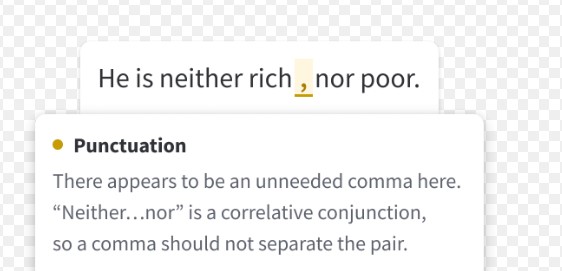 He is neither rich , nor poor.
Punctuation
There appears to be an unneeded comma here.
“Neither…nor” is a correlative conjunction,
so a comma should not separate the pair.